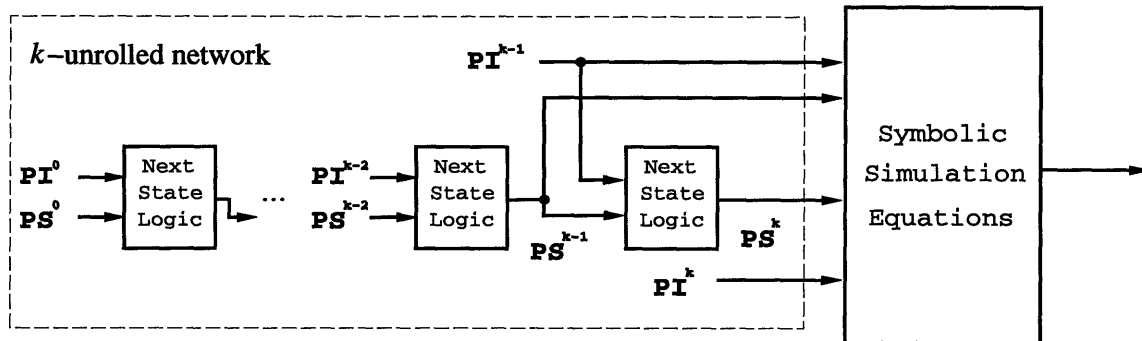 k-unrolled network
PI^k-1
PI^0
PS^0
Next
State
Logic
...
PI^k-2
PS^k-2
Next
State
Logic
PS^k-1
Next
State
Logic
PS^k
PI^k
Symbolic
Simulation
Equations